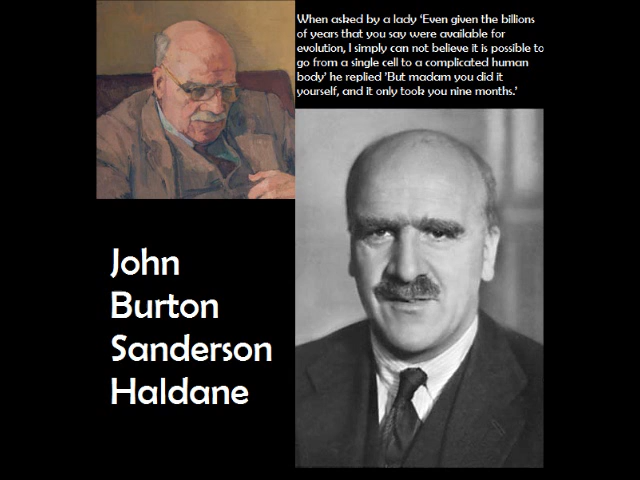 When asked by a lady ‘Even given the billions
of years that you say were available for
evolution, I simply can not believe it is possible to
go from a single cell to a complicated human
body’ he replied ’But madam you did it
yourself, and it only took you nine months.’
John
Burton
Sanderson
Haldane